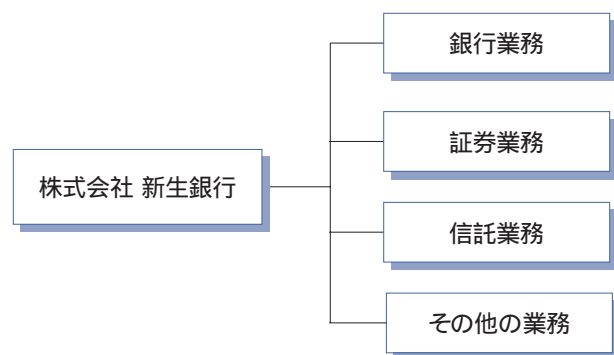 銀行業務
証券業務
株式会社 新生銀行
信託業務
その他の業務